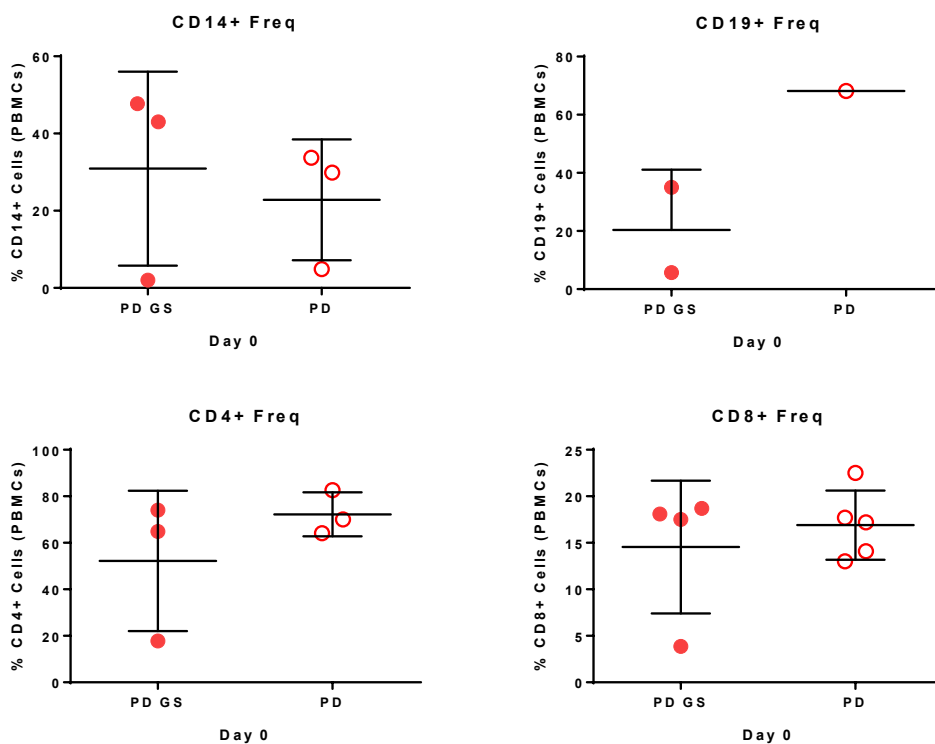 CD14+ Freq
% CD14+ Cells (PBMCs)
60
40
20
0
PD GS
PD
Day 0
CD19+ Freq
% CD19+ Cells (PBMCs)
80
60
40
20
0
PD GS
PD
Day 0
CD4+ Freq
% CD4+ Cells (PBMCs)
100
80
60
40
20
0
PD GS
PD
Day 0
CD8+ Freq
% CD8+ Cells (PBMCs)
25
20
15
10
5
0
PD GS
PD
Day 0